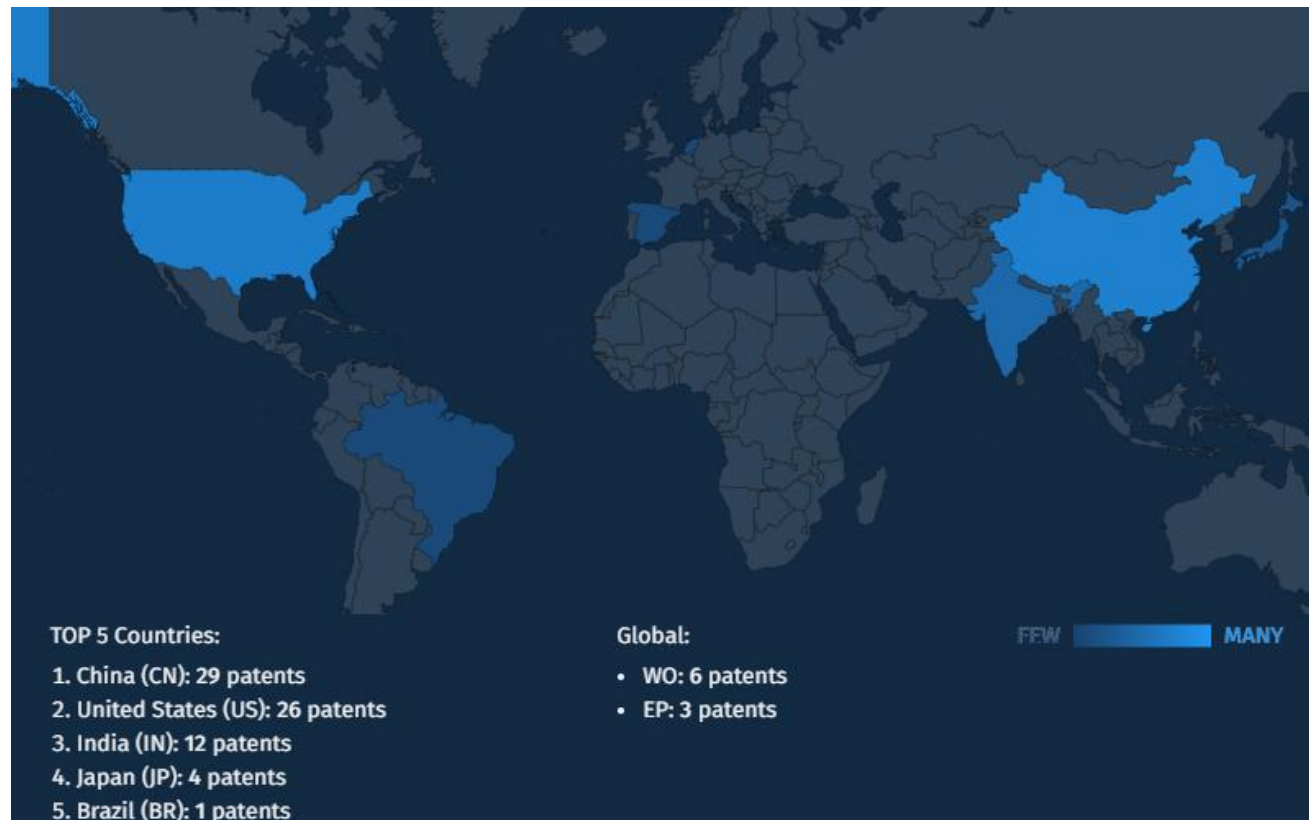 TOP 5 Countries:
1. China (CN): 29 patents
2. United States (US): 26 patents
3. India (IN): 12 patents
4. Japan (JP): 4 patents
5. Brazil (BR): 1 patents
Global:
• WO: 6 patents
• EP: 3 patents
FEW MANY